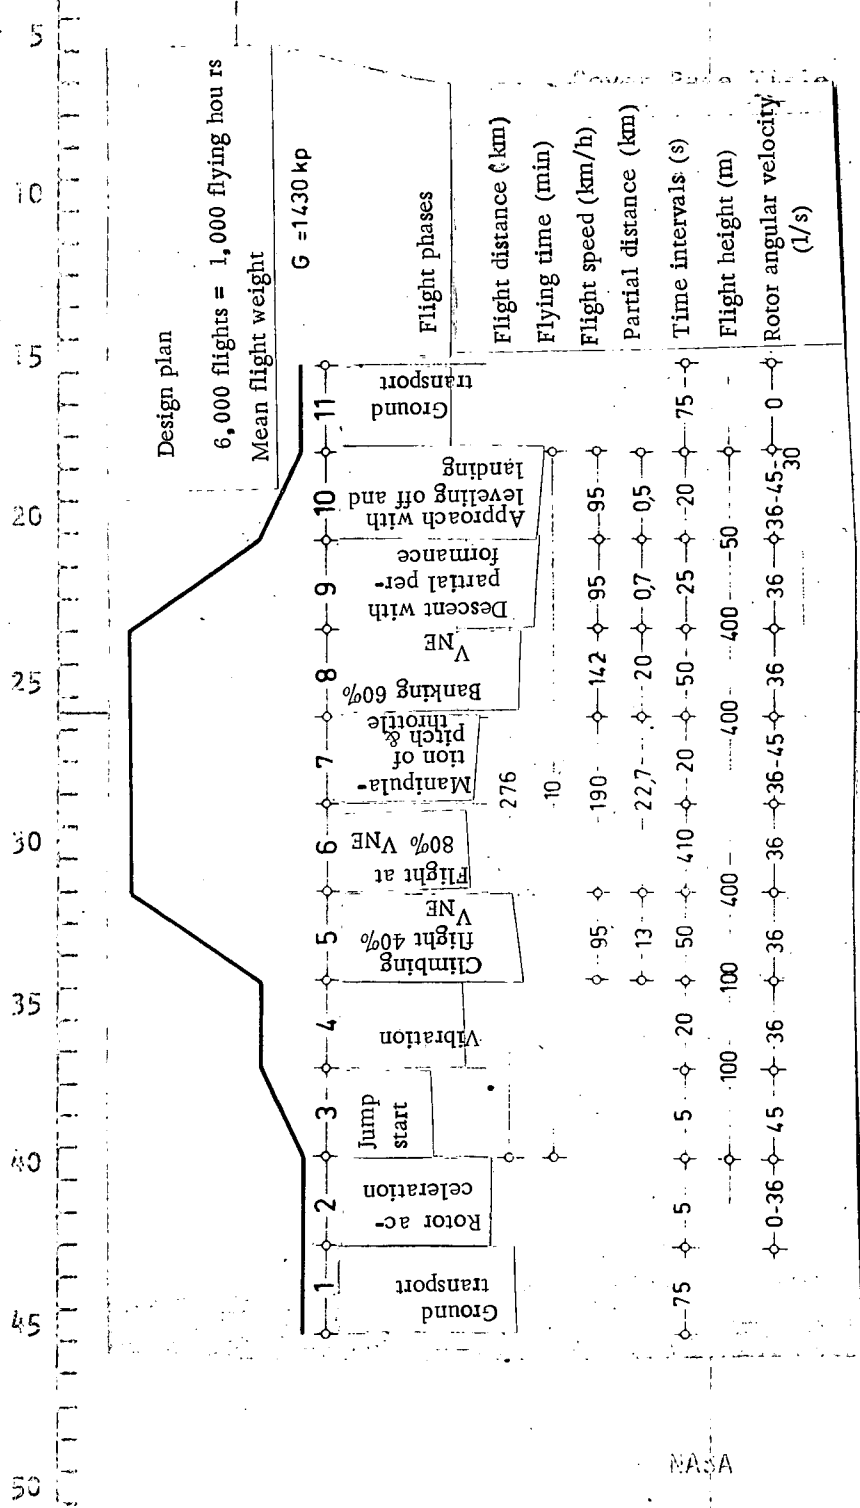 Design plan
6,000 flights = 1,000 flying hou rs
Mean flight weight
G = 1430 kp
1 2 3 4 5 6 7 8 9 10 11
Flight phases
Ground
transport
Rotor ac-
celeration
Jump
start
Vibration
Climbing
flight 40%
VNE
Flight at
80% VNE
Manipula-
tion of
pitch &
throttle
Banking 60%
VNE
Descent with
partial per-
formance
Approach with
leveling off and
landing
Ground
transport
276 Flight distance (km)
10 Flying time (min)
95 190 142 95 95 Flight speed (km/h)
13 22,7 20 0,7 0,5 Partial distance (km)
75 5 5 20 50 410 20 50 25 20 75 Time intervals (s)
100 100 400 400 400 50 Flight height (m)
0-36 45 36 36 36 36-45 36 36 36-45-30 0 Rotor angular velocity
(1/s)
5
10
15
20
25
30
35
40
45
50
NASA